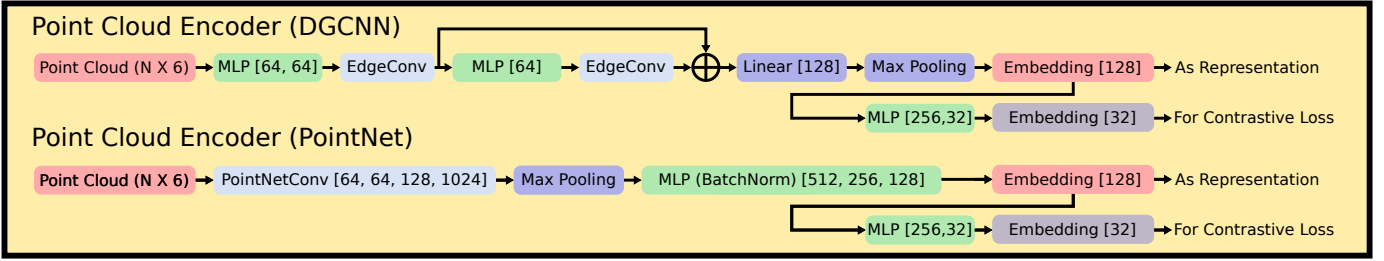 Point Cloud Encoder (DGCNN)
Point Cloud (N X 6) MLP [64, 64] EdgeConv MLP [64] EdgeConv Linear [128] Max Pooling Embedding [128] As Representation
MLP [256,32] Embedding [32] For Contrastive Loss
Point Cloud Encoder (PointNet)
Point Cloud (N X 6) PointNetConv [64, 64, 128, 1024] Max Pooling MLP (BatchNorm) [512, 256, 128] Embedding [128] As Representation
MLP [256,32] Embedding [32] For Contrastive Loss